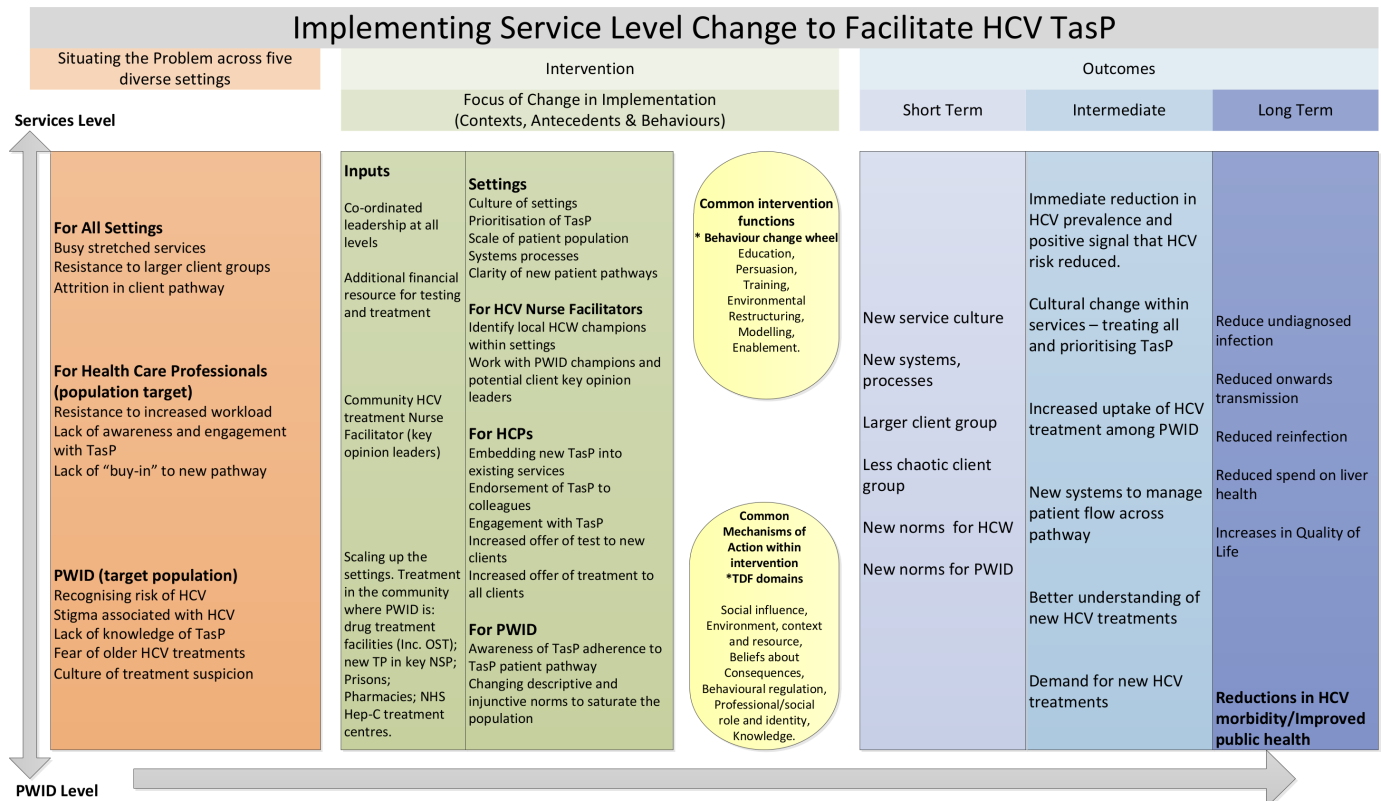 Implementing Service Level Change to Facilitate HCV TasP
Situating the Problem across five
diverse settings
Intervention
Focus of Change in Implementation
(Contexts, Antecedents & Behaviours)
Outcomes
Short Term
Intermediate
Long Term
Services Level
For All Settings
Busy stretched services
Resistance to larger client groups
Attrition in client pathway
For Health Care Professionals
(population target)
Resistance to increased workload
Lack of awareness and engagement
with TasP
Lack of “buy-in” to new pathway
PWID (target population)
Recognising risk of HCV
Stigma associated with HCV
Lack of knowledge of TasP
Fear of older HCV treatments
Culture of treatment suspicion
Inputs
Co-ordinated
leadership at all
levels
Additional financial
resource for testing
and treatment
Community HCV
treatment Nurse
Facilitator (key
opinion leaders)
Scaling up the
settings. Treatment
in the community
where PWID is:
drug treatment
facilities (Inc. OST);
new TP in key NSP;
Prisons;
Pharmacies; NHS
Hep-C treatment
centres.
Settings
Culture of settings
Prioritisation of TasP
Scale of patient population
Systems processes
Clarity of new patient pathways
For HCV Nurse Facilitators
Identify local HCW champions
within settings
Work with PWID champions and
potential client key opinion
leaders
For HCPs
Embedding new TasP into
existing services
Endorsement of TasP to
colleagues
Engagement with TasP
Increased offer of test to new
clients
Increased offer of treatment to
all clients
For PWID
Awareness of TasP adherence to
TasP patient pathway
Changing descriptive and
injunctive norms to saturate the
population
Common intervention
functions
* Behaviour change wheel
Education,
Persuasion,
Training,
Environmental
Restructuring,
Modelling,
Enablement.
Common
Mechanisms of
Action within
intervention
*TDF domains
Social influence,
Environment, context
and resource,
Beliefs about
Consequences,
Behavioural regulation,
Professional/social
role and identity,
Knowledge.
New service culture
New systems,
processes
Larger client group
Less chaotic client
group
New norms for HCW
New norms for PWID
Immediate reduction in
HCV prevalence and
positive signal that HCV
risk reduced.
Cultural change within
services – treating all
and prioritising TasP
Increased uptake of HCV
treatment among PWID
New systems to manage
patient flow across
pathway
Better understanding of
new HCV treatments
Demand for new HCV
treatments
Reduce undiagnosed
infection
Reduced onwards
transmission
Reduced reinfection
Reduced spend on liver
health
Increases in Quality of
Life
Reductions in HCV
morbidity/Improved
public health
PWID Level